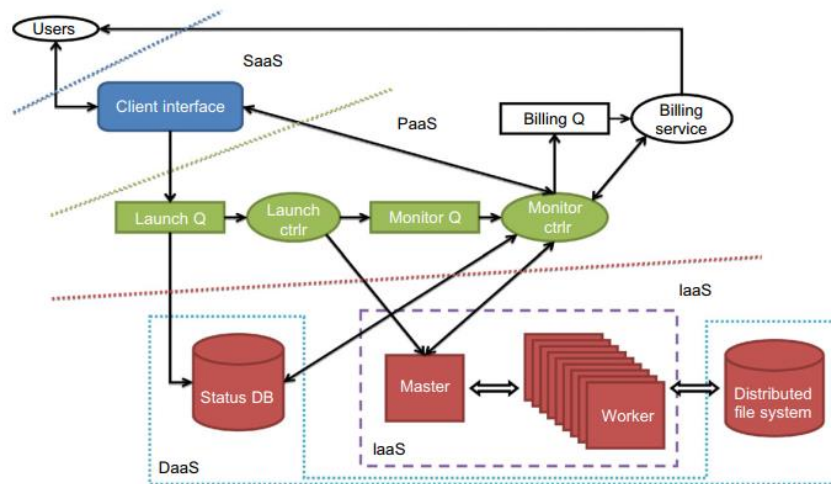 Users
SaaS
Client interface
PaaS
Billing Q
Billing
service
Launch Q
Launch
ctrlr
Monitor Q
Monitor
ctrlr
IaaS
Status DB
Master
Worker
Distributed
file system
IaaS
DaaS